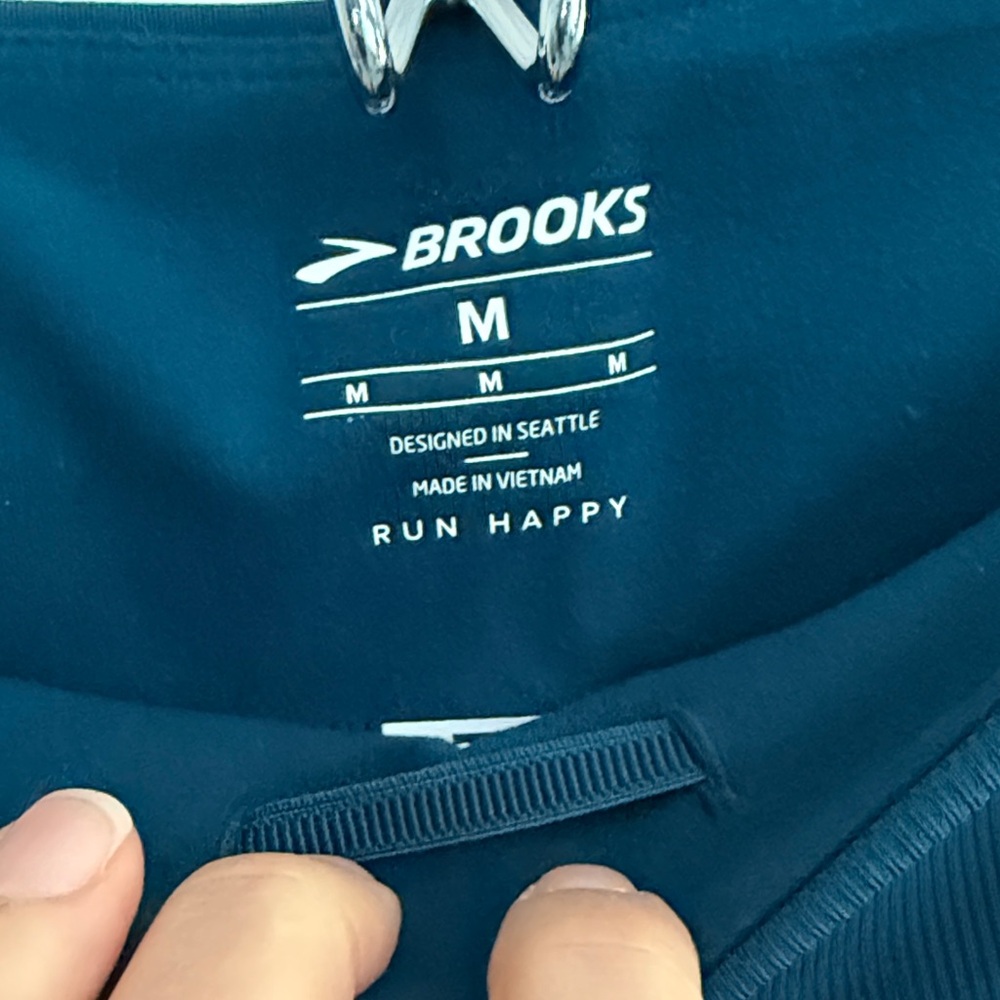 BROOKS
M
M M M
DESIGNED IN SEATTLE
MADE IN VIETNAM
RUN HAPPY